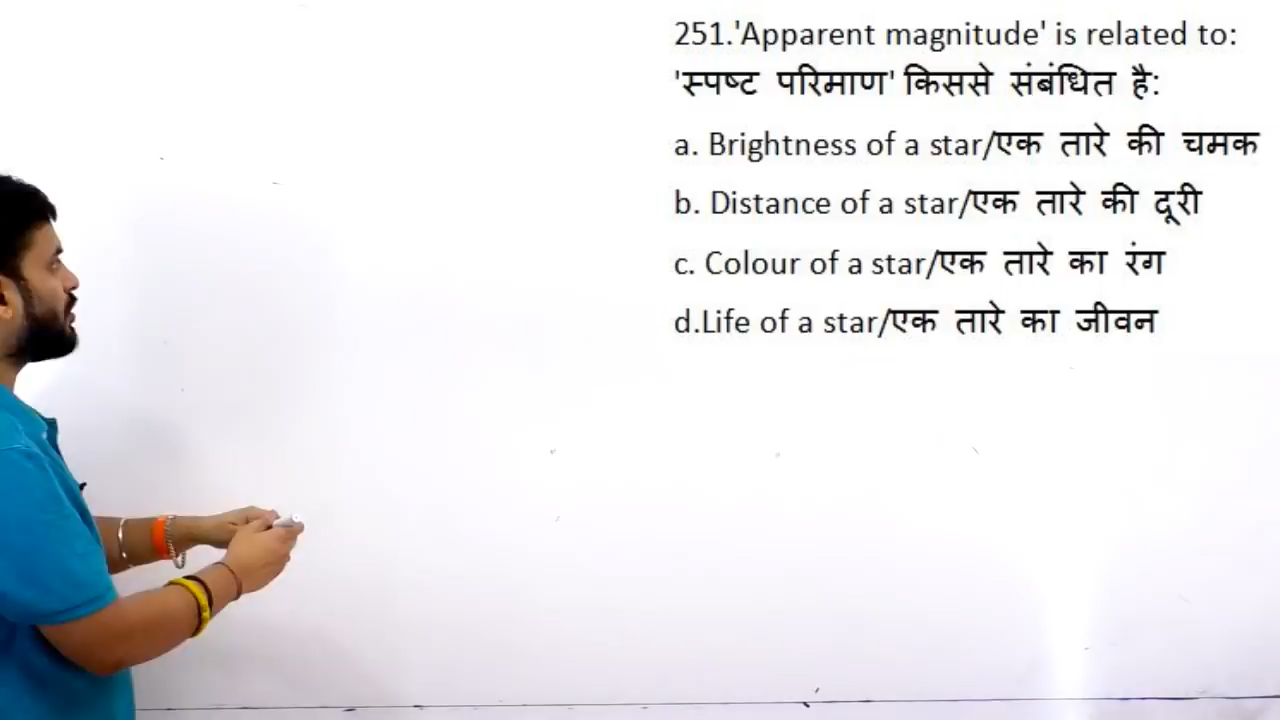 251.'Apparent magnitude' is related to:
'स्पष्ट परिमाण' किससे संबंधित है:
a. Brightness of a star/एक तारे की चमक
b. Distance of a star/एक तारे की दूरी
c. Colour of a star/एक तारे का रंग
d.Life of a star/एक तारे का जीवन